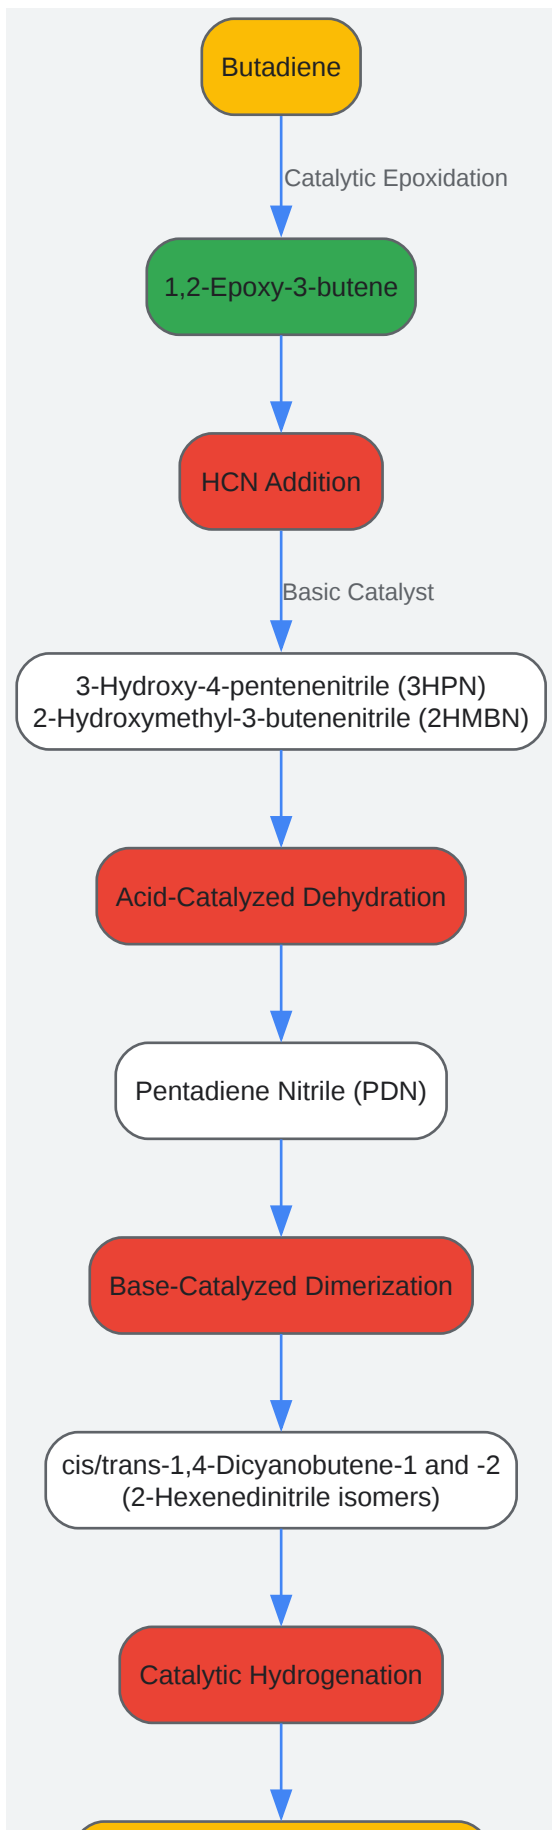 Butadiene
Catalytic Epoxidation
1,2-Epoxy-3-butene
HCN Addition
Basic Catalyst
3-Hydroxy-4-pentenenitrile (3HPN)
2-Hydroxymethyl-3-butenenitrile (2HMBN)
Acid-Catalyzed Dehydration
Pentadiene Nitrile (PDN)
Base-Catalyzed Dimerization
cis/trans-1,4-Dicyanobutene-1 and -2
(2-Hexenedinitrile isomers)
Catalytic Hydrogenation